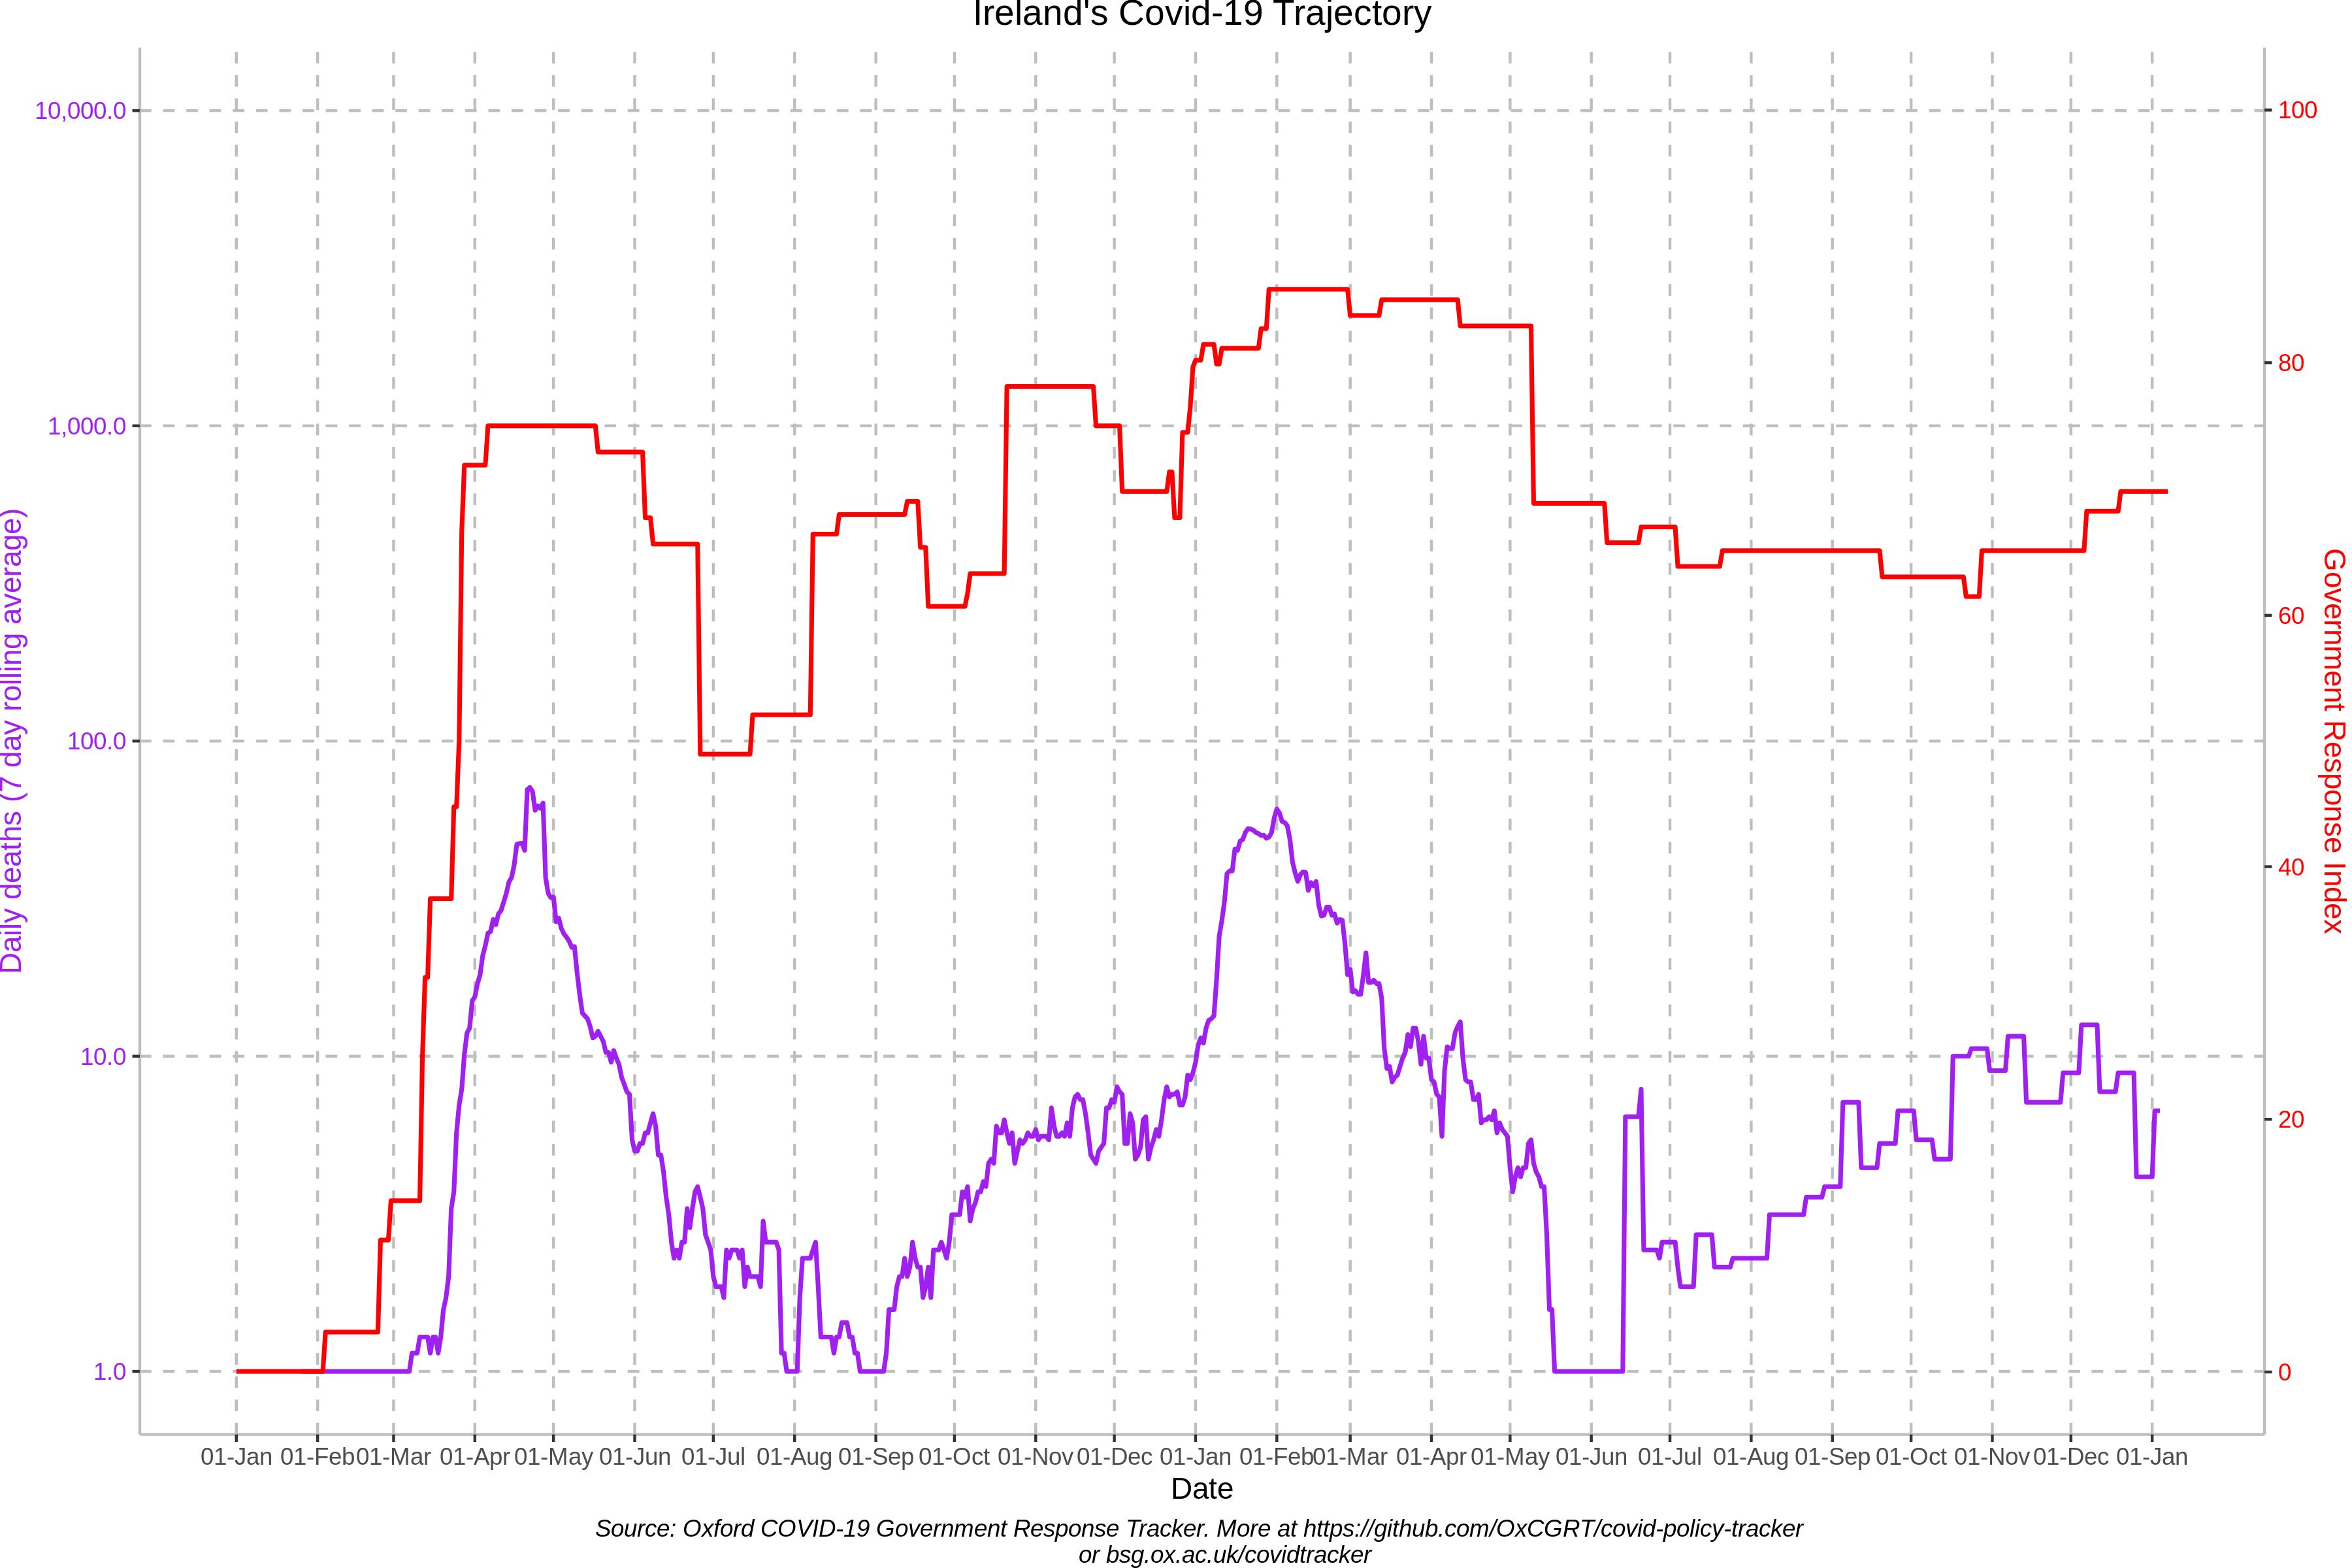 Ireland's Covid-19 Trajectory
10,000.0
1,000.0
100.0
10.0
1.0
Daily deaths (7 day rolling average)
100
80
60
40
20
0
Government Response Index
01-Jan 01-Feb 01-Mar 01-Apr 01-May 01-Jun 01-Jul 01-Aug 01-Sep 01-Oct 01-Nov 01-Dec 01-Jan 01-Feb 01-Mar 01-Apr 01-May 01-Jun 01-Jul 01-Aug 01-Sep 01-Oct 01-Nov 01-Dec 01-Jan
Date
Source: Oxford COVID-19 Government Response Tracker. More at https://github.com/OxCGRT/covid-policy-tracker
or bsg.ox.ac.uk/covidtracker